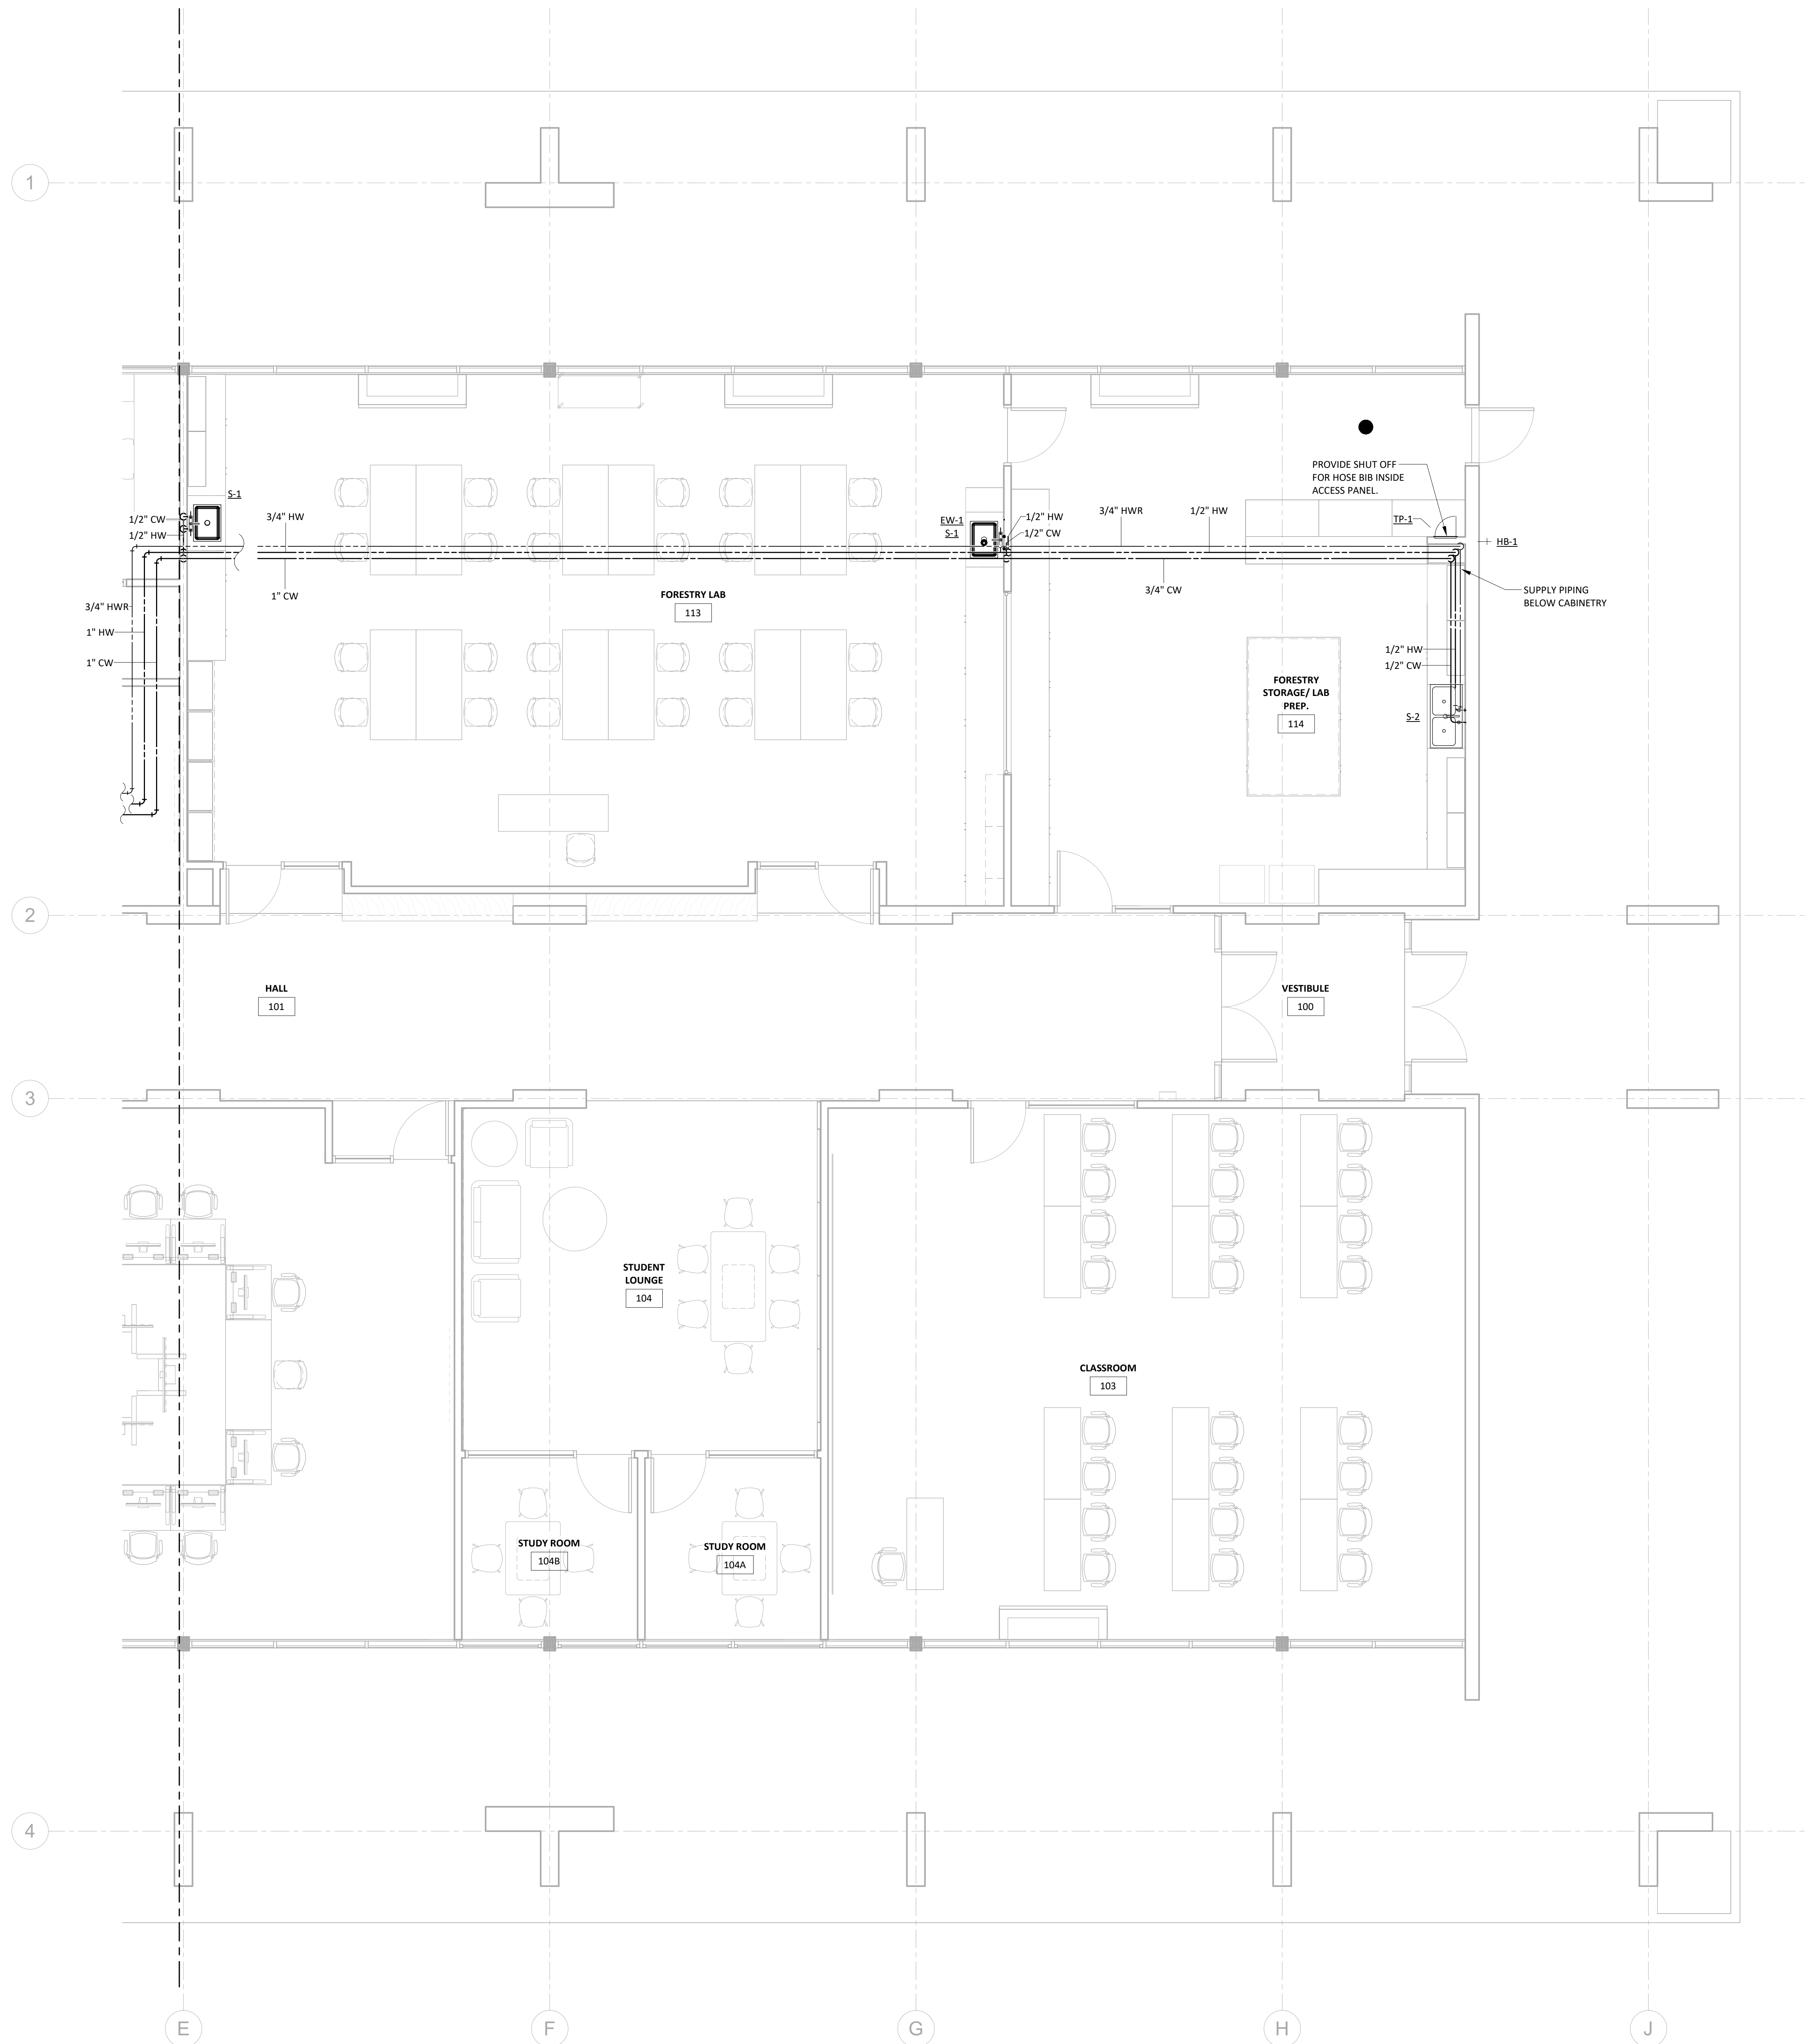 1
PROVIDE SHUT OFF
FOR HOSE BIB INSIDE
ACCESS PANEL.
S-1
1/2" CW
1/2" HW
3/4" HW
EW-1
S-1
1/2" HW
1/2" CW
3/4" HWR
1/2" HW
TP-1
HB-1
1" CW
3/4" CW
SUPPLY PIPING
BELOW CABINETRY
FORESTRY LAB
113
3/4" HWR
1" HW
1" CW
1/2" HW
1/2" CW
FORESTRY
STORAGE/ LAB
PREP.
114
S-2
2
HALL
101
VESTIBULE
100
3
STUDENT
LOUNGE
104
CLASSROOM
103
STUDY ROOM
104B
STUDY ROOM
104A
4
E
F
G
H
J